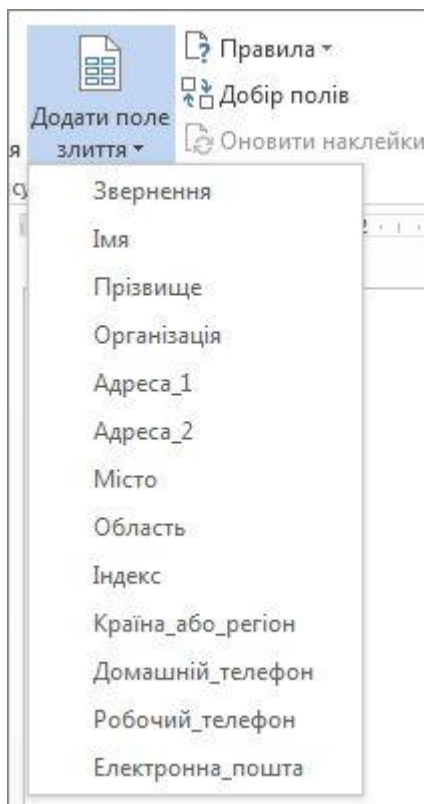 Правила
Добір полів
Оновити наклейки
Додати поле
злиття
Звернення
Імя
Прізвище
Організація
Адреса_1
Адреса_2
Місто
Область
Індекс
Країна_або_регіон
Домашній_телефон
Робочий_телефон
Електронна_пошта